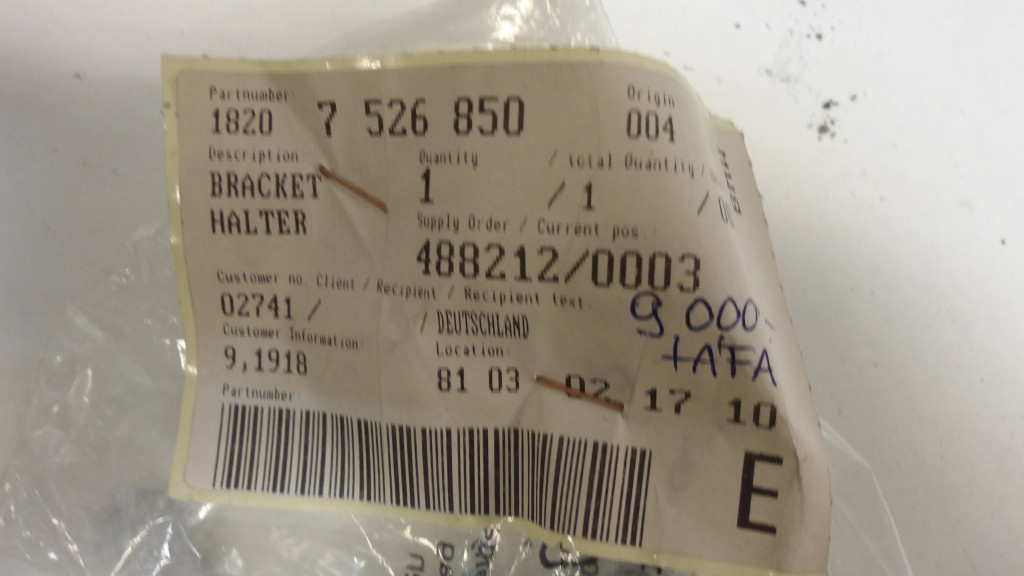 Partnumber: Origin
1820 7 526 850 004
Description: Quantity / total Quantity /
BRACKET 1 / 1 /
HALTER Supply Order / Current pos.:
488212/0003
Customer no. Client / Recipient / Recipient text:
02741 / / DEUTSCHLAND 9 000.-
Customer Information: Location: +ÁFA
9,1918 81 03 02 17 10
Partnumber:
E